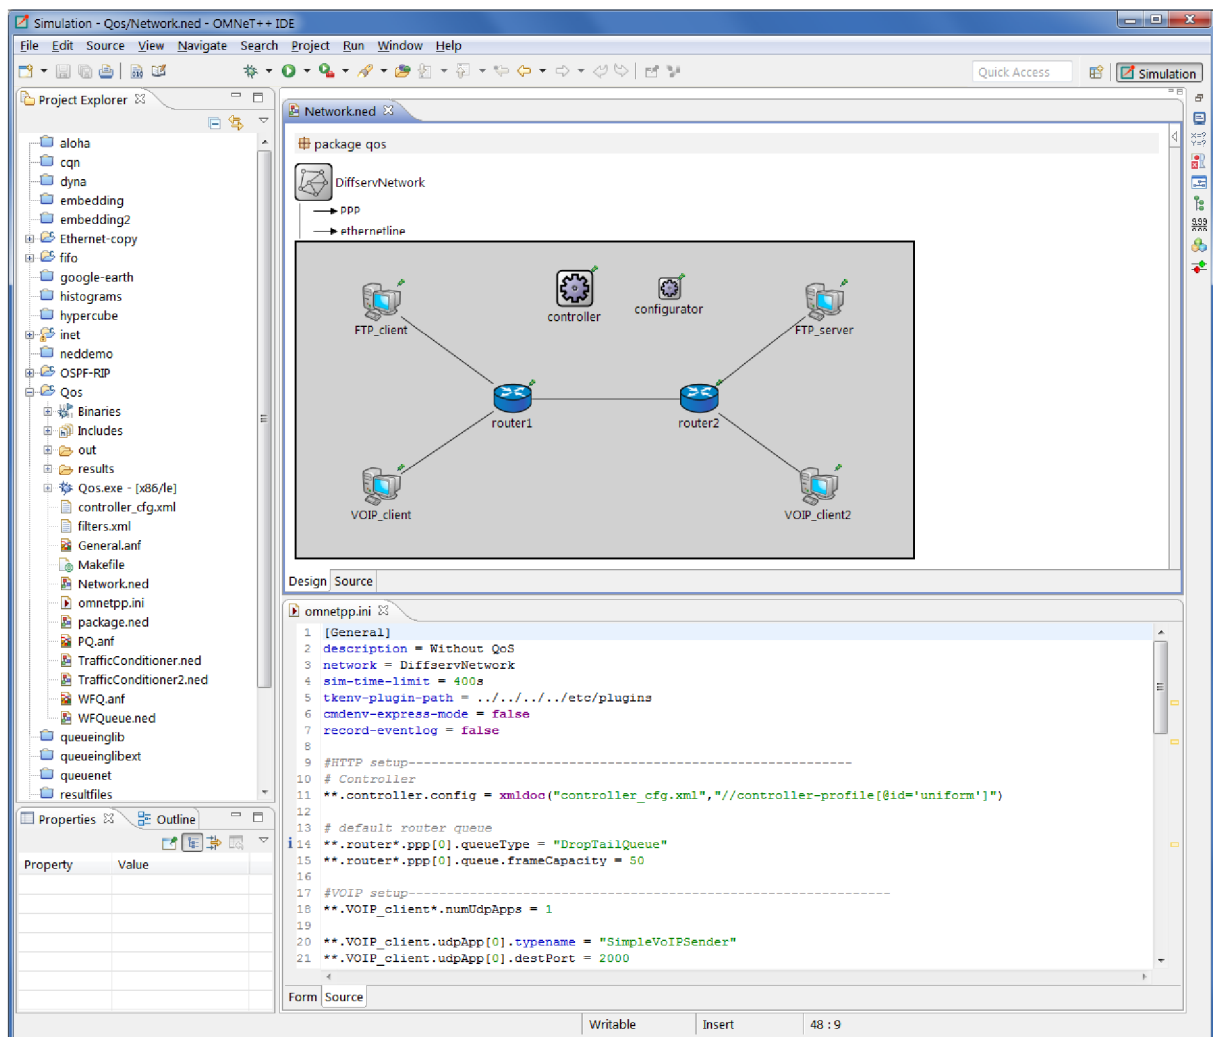 Simulation - Qos/Network.ned - OMNeT++ IDE
File Edit Source View Navigate Search Project Run Window Help
Quick Access
Simulation
Project Explorer
aloha
cqn
dyna
embedding
embedding2
Ethernet-copy
fifo
google-earth
histograms
hypercube
inet
neddemo
OSPF-RIP
Qos
Binaries
Includes
out
results
Qos.exe - [x86/le]
controller_cfg.xml
filters.xml
General.anf
Makefile
Network.ned
omnetpp.ini
package.ned
PQ.anf
TrafficConditioner.ned
TrafficConditioner2.ned
WFQ.anf
WFQueue.ned
queueinglib
queueinglibext
queuenet
resultfiles
Properties Outline
Property Value
Network.ned
package qos
DiffservNetwork
ppp
ethernetline
FTP_client
controller
configurator
FTP_server
router1
router2
VOIP_client
VOIP_client2
Design Source
omnetpp.ini
1 [General]
2 description = Without QoS
3 network = DiffservNetwork
4 sim-time-limit = 400s
5 tkenv-plugin-path = ../../../../etc/plugins
6 cmdenv-express-mode = false
7 record-eventlog = false
8
9 #HTTP setup-------------------------------------------------------
10 # Controller
11 **.controller.config = xmldoc("controller_cfg.xml","//controller-profile[@id='uniform']")
12
13 # default router queue
14 **.router*.ppp[0].queueType = "DropTailQueue"
15 **.router*.ppp[0].queue.frameCapacity = 50
16
17 #VOIP setup------------------------------------------------------------
18 **.VOIP_client*.numUdpApps = 1
19
20 **.VOIP_client.udpApp[0].typename = "SimpleVoIPSender"
21 **.VOIP_client.udpApp[0].destPort = 2000
Form Source
Writable Insert 48 : 9